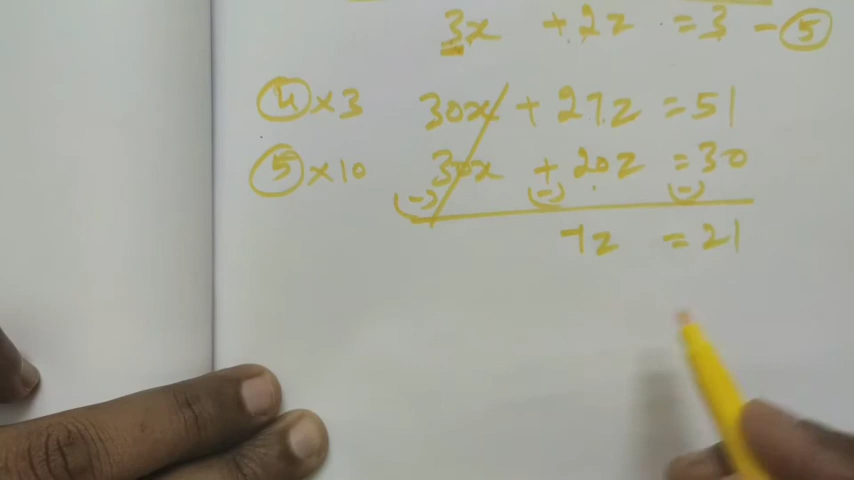 3x + 2z = 3 - ⑤
④ × 3 30x + 27z = 51
⑤ × 10 30x + 20z = 30
(-) (-) (-)
7z = 21